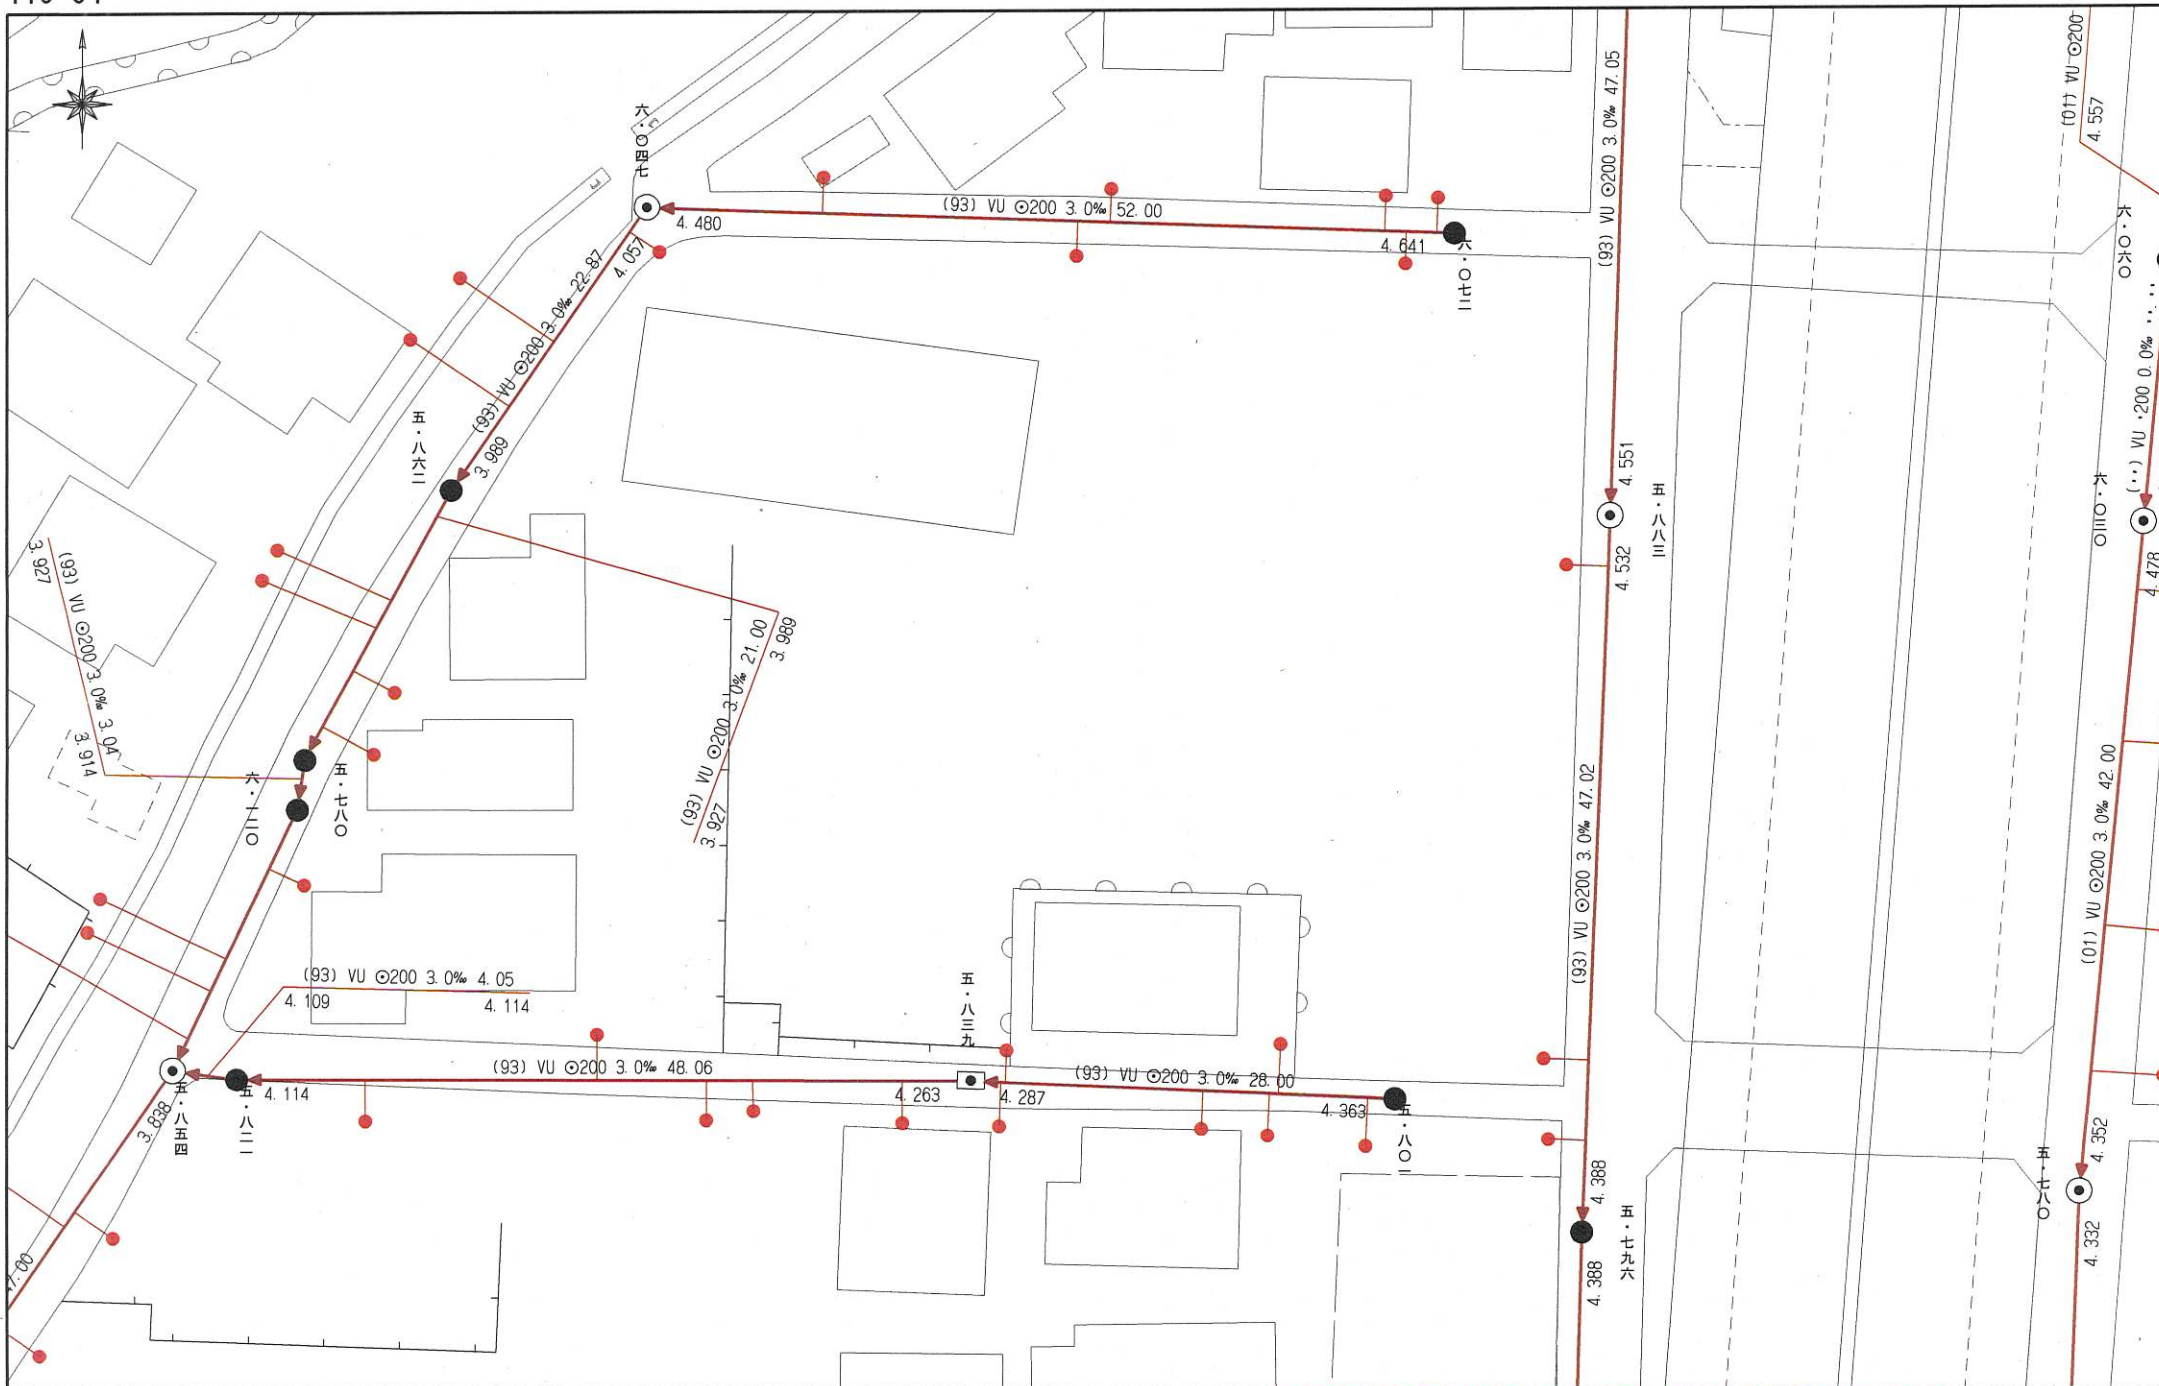 六・〇四七
(93) VU ⊙200 3.0‰ 52.00
4.480
4.641
六・〇七二
4.057
(93) VU ⊙200 3.0‰ 22.87
3.989
五・八六二
(93) VU ⊙200 3.0‰ 21.00
3.989
3.927
(93) VU ⊙200 3.0‰ 3.04
3.927
3.914
五・七八〇
六・一二〇
(93) VU ⊙200 3.0‰ 4.05
4.109
4.114
(93) VU ⊙200 3.0‰ 48.06
4.114
4.263
五・八三九
(93) VU ⊙200 3.0‰ 28.00
4.287
4.363
五・八〇一
五・八二一
五・八五四
3.838
7.00
(93) VU ⊙200 3.0‰ 47.05
4.551
五・八八三
4.532
(93) VU ⊙200 3.0‰ 47.02
4.388
五・七九六
4.388
(01) VU ⊙200
4.557
六・〇六〇
六・〇三〇
4.478
(01) VU ⊙200 3.0‰ 42.00
4.352
五・七八〇
4.332